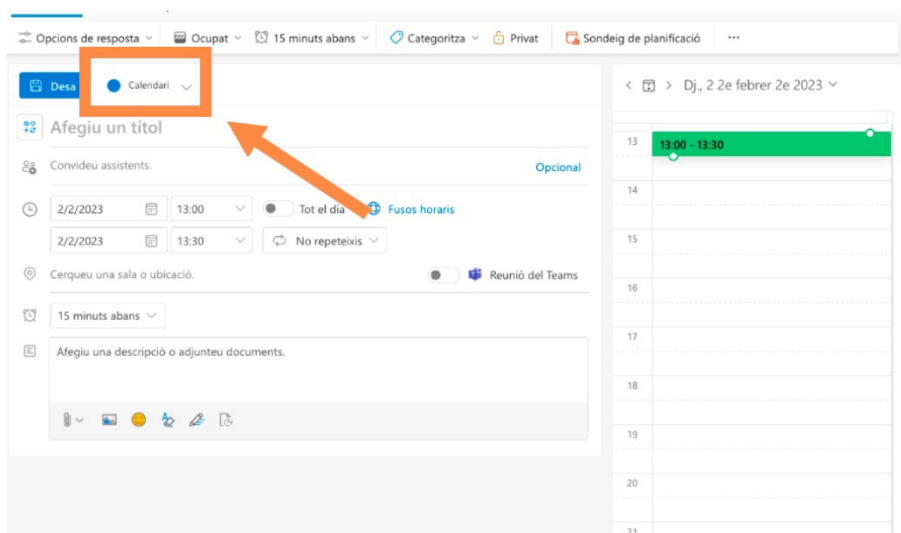 Opcions de resposta Ocupat 15 minuts abans Categoritza Privat Sondeig de planificació ...
Desa Calendari
Afegiu un títol
Convideu assistents. Opcional
2/2/2023 13:00 Tot el dia Fusos horaris
2/2/2023 13:30 No repeteixis
Cerqueu una sala o ubicació. Reunió del Teams
15 minuts abans
Afegiu una descripció o adjunteu documents.
Dj., 2 2e febrer 2e 2023
13 13:00 - 13:30
14
15
16
17
18
19
20
21